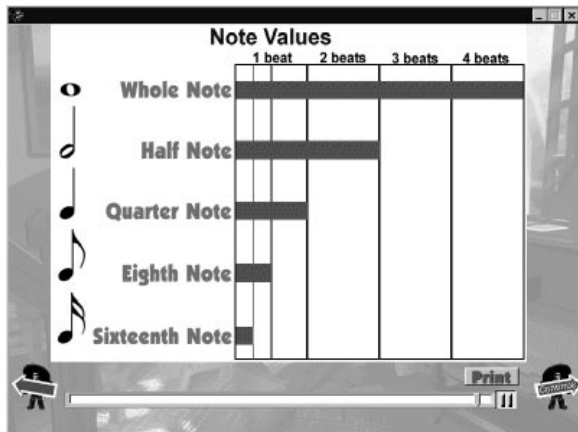 Note Values
1 beat 2 beats 3 beats 4 beats
Whole Note
Half Note
Quarter Note
Eighth Note
Sixteenth Note
Print
Continue